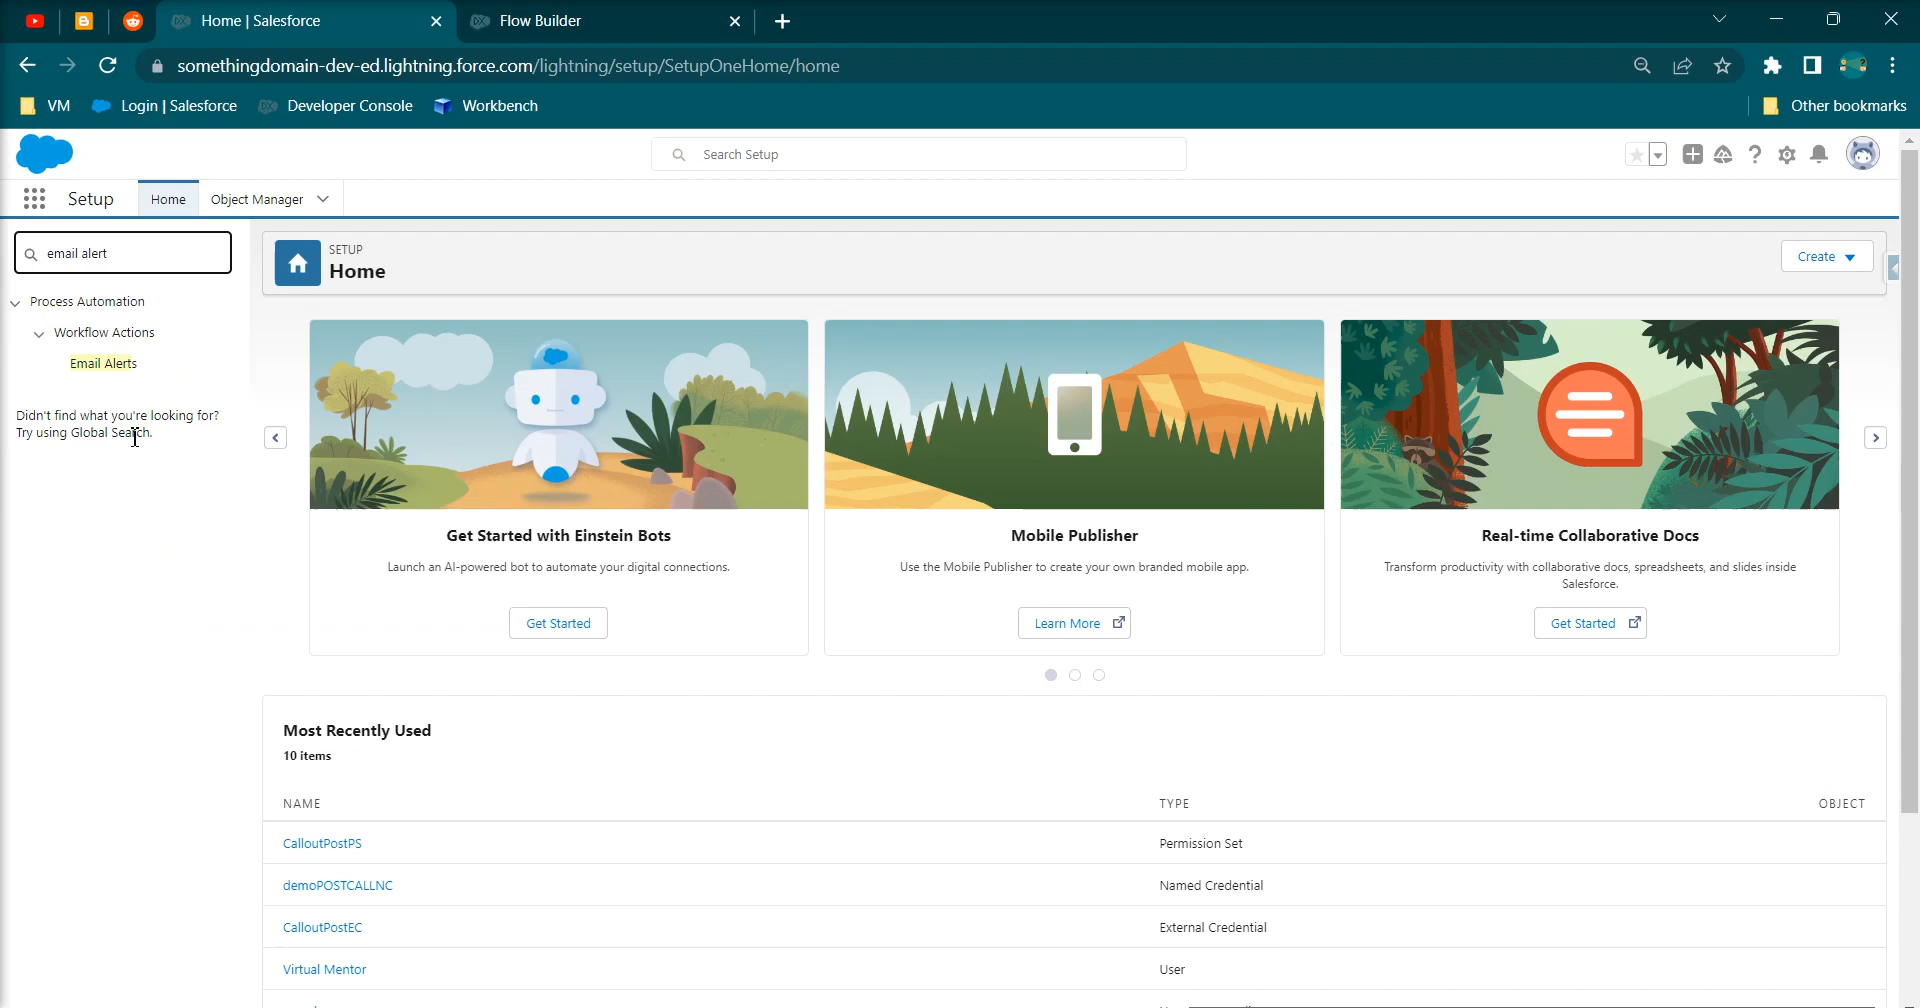 Home | Salesforce
Flow Builder
somethingdomain-dev-ed.lightning.force.com/lightning/setup/SetupOneHome/home
VM
Login | Salesforce
Developer Console
Workbench
Other bookmarks
Search Setup
Setup
Home
Object Manager
email alert
SETUP
Home
Create
Process Automation
Workflow Actions
Email Alerts
Didn't find what you're looking for?
Try using Global Search.
Get Started with Einstein Bots
Launch an AI-powered bot to automate your digital connections.
Get Started
Mobile Publisher
Use the Mobile Publisher to create your own branded mobile app.
Learn More
Real-time Collaborative Docs
Transform productivity with collaborative docs, spreadsheets, and slides inside
Salesforce.
Get Started
Most Recently Used
10 items
NAME TYPE OBJECT
CalloutPostPS Permission Set
demoPOSTCALLNC Named Credential
CalloutPostEC External Credential
Virtual Mentor User